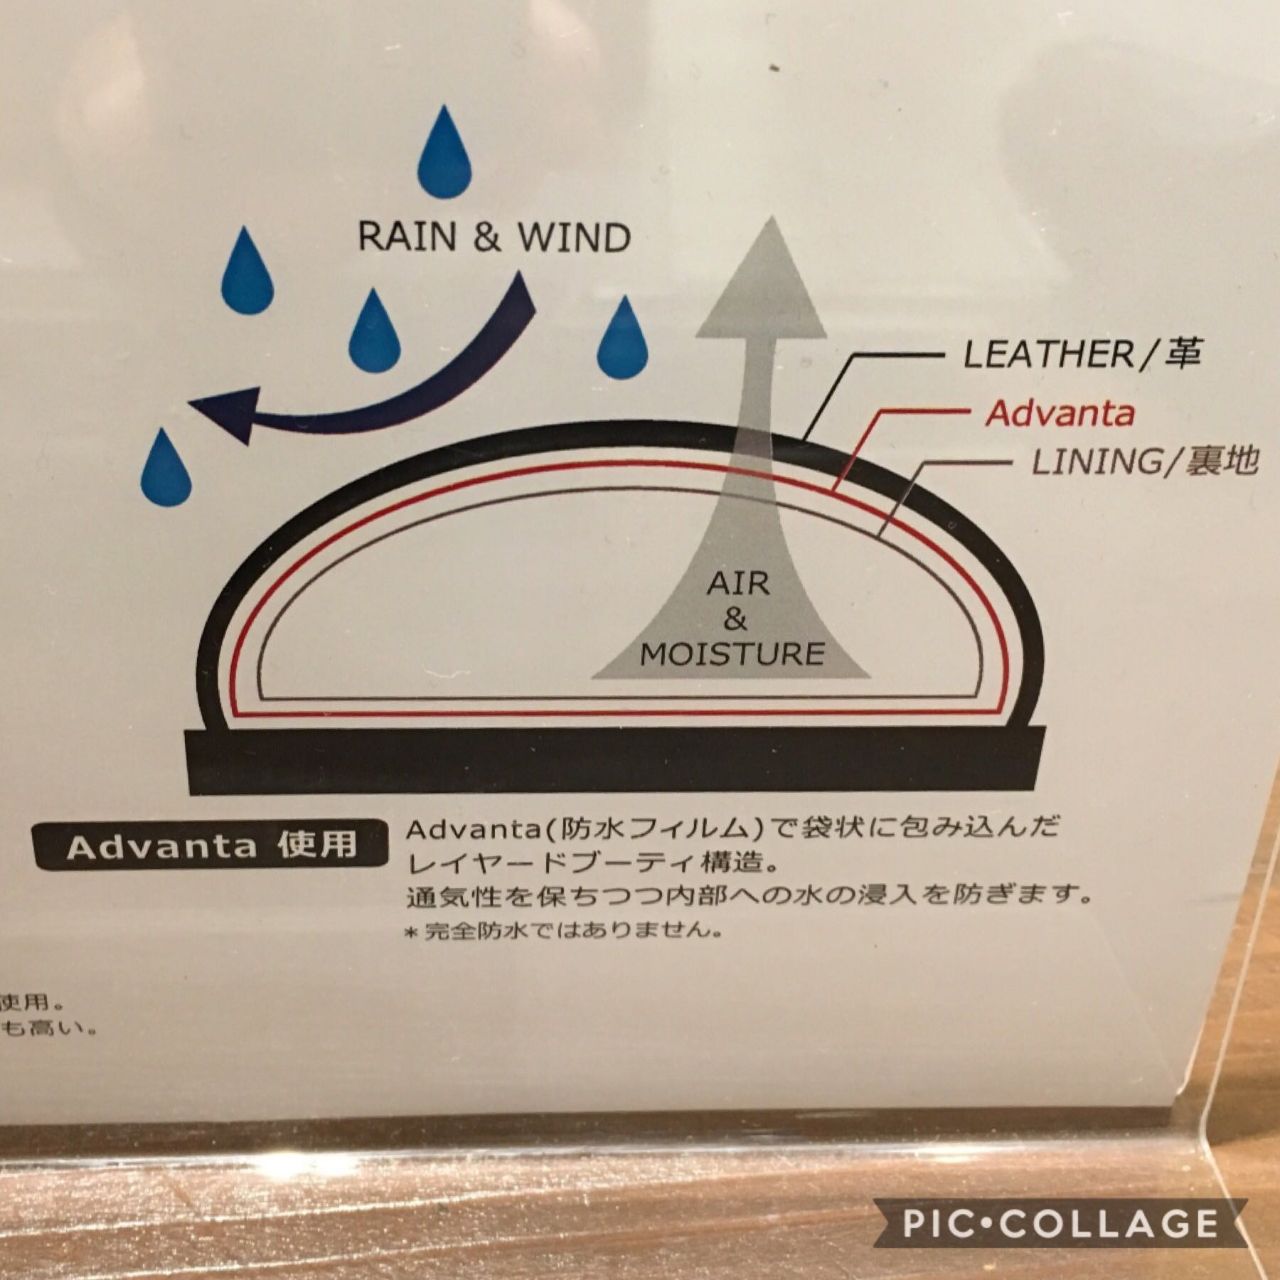 RAIN & WIND
LEATHER/革
Advanta
LINING/裏地
AIR
&
MOISTURE
Advanta 使用
Advanta(防水フィルム)で袋状に包み込んだ
レイヤードブーティ構造。
通気性を保ちつつ内部への水の浸入を防ぎます。
*完全防水ではありません。
使用。
も高い。
PIC•COLLAGE